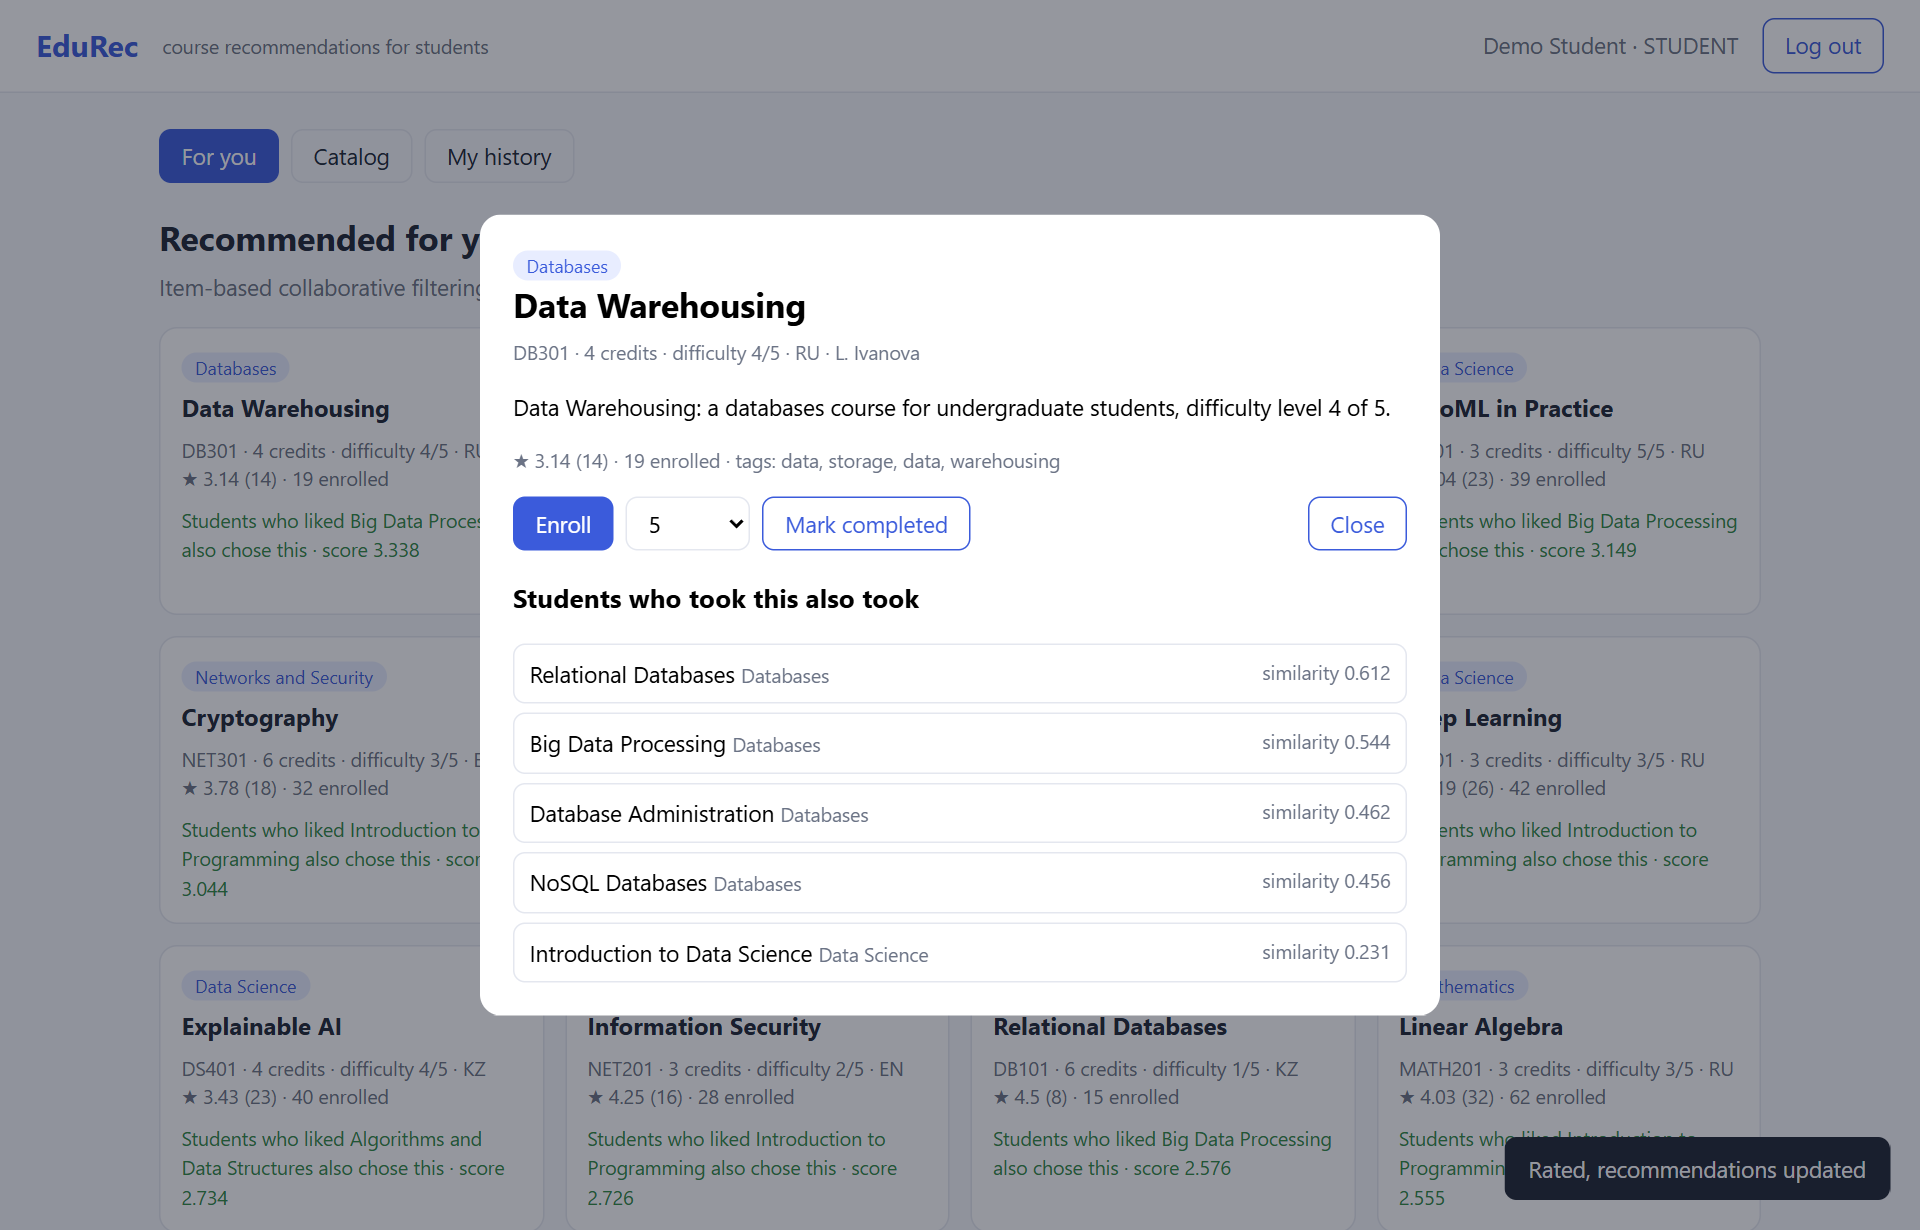 EduRec course recommendations for students
Demo Student · STUDENT
Log out
For you
Catalog
My history
Recommended for
Item-based collaborative filtering
Databases
Data Warehousing
DB301 · 4 credits · difficulty 4/5 ·
★ 3.14 (14) · 19 enrolled
Students who liked Big Data
also chose this · score 3.338
Databases
Data Warehousing
DB301 · 4 credits · difficulty 4/5 · RU · L. Ivanova
Data Warehousing: a databases course for undergraduate students, difficulty level 4 of 5.
★ 3.14 (14) · 19 enrolled · tags: data, storage, data, warehousing
Enroll
5
Mark completed
Close
Students who took this also took
Relational Databases Databases similarity 0.612
Big Data Processing Databases similarity 0.544
Database Administration Databases similarity 0.462
NoSQL Databases Databases similarity 0.456
Introduction to Data Science Data Science similarity 0.231
Science
in Practice
· 3 credits · difficulty 5/5 · RU
(23) · 39 enrolled
who liked Big Data Processing
chose this · score 3.149
Networks and Security
Cryptography
NET301 · 6 credits · difficulty 3/5 ·
★ 3.78 (18) · 32 enrolled
Students who liked Introduction to
Programming also chose this ·
3.044
Science
Learning
· 3 credits · difficulty 3/5 · RU
(26) · 42 enrolled
who liked Introduction to
also chose this · score
Data Science
Explainable AI
DS401 · 4 credits · difficulty 4/5 · KZ
★ 3.43 (23) · 40 enrolled
Students who liked Algorithms and
Data Structures also chose this · score
2.734
Information Security
NET201 · 3 credits · difficulty 2/5 · EN
★ 4.25 (16) · 28 enrolled
Students who liked Introduction to
Programming also chose this · score
2.726
Relational Databases
DB101 · 6 credits · difficulty 1/5 · KZ
★ 4.5 (8) · 15 enrolled
Students who liked Big Data Processing
also chose this · score 2.576
Linear Algebra
MATH201 · 3 credits · difficulty 3/5 · RU
★ 4.03 (32) · 62 enrolled
Students
2.555
Rated, recommendations updated